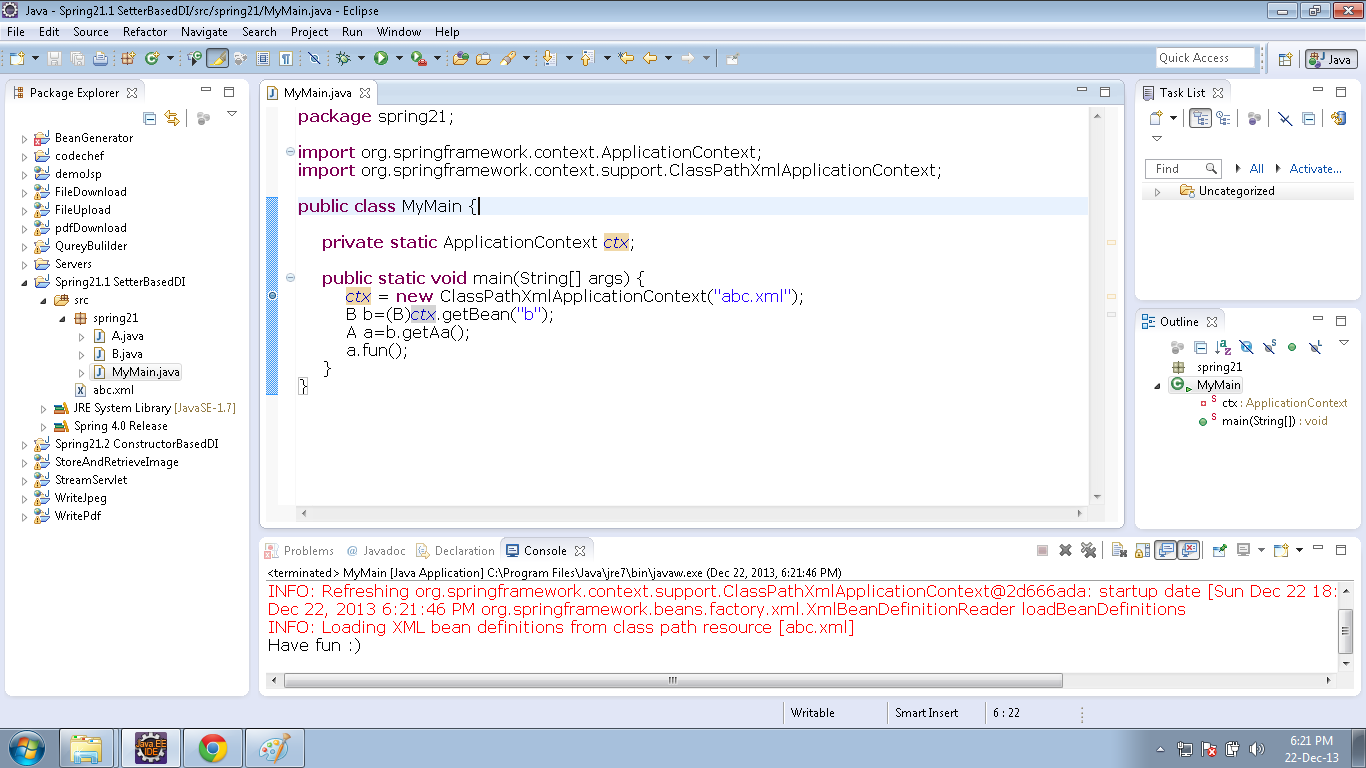 Java - Spring21.1 SetterBasedDI/src/spring21/MyMain.java - Eclipse
File Edit Source Refactor Navigate Search Project Run Window Help
Quick Access
Java
Package Explorer
BeanGenerator
codechef
demoJsp
FileDownload
FileUpload
pdfDownload
QureyBulilder
Servers
Spring21.1 SetterBasedDI
src
spring21
A.java
B.java
MyMain.java
abc.xml
JRE System Library [JavaSE-1.7]
Spring 4.0 Release
Spring21.2 ConstructorBasedDI
StoreAndRetrieveImage
StreamServlet
WriteJpeg
WritePdf
MyMain.java
package spring21;
import org.springframework.context.ApplicationContext;
import org.springframework.context.support.ClassPathXmlApplicationContext;
public class MyMain {
private static ApplicationContext ctx;
public static void main(String[] args) {
ctx = new ClassPathXmlApplicationContext("abc.xml");
B b=(B)ctx.getBean("b");
A a=b.getAa();
a.fun();
}
}
Task List
Find All Activate...
Uncategorized
Outline
spring21
MyMain
ctx : ApplicationContext
main(String[]) : void
Problems Javadoc Declaration Console
<terminated> MyMain [Java Application] C:\Program Files\Java\jre7\bin\javaw.exe (Dec 22, 2013, 6:21:46 PM)
INFO: Refreshing org.springframework.context.support.ClassPathXmlApplicationContext@2d666ada: startup date [Sun Dec 22 18:
Dec 22, 2013 6:21:46 PM org.springframework.beans.factory.xml.XmlBeanDefinitionReader loadBeanDefinitions
INFO: Loading XML bean definitions from class path resource [abc.xml]
Have fun :)
Writable Smart Insert 6 : 22
Java EE
IDE
6:21 PM
22-Dec-13